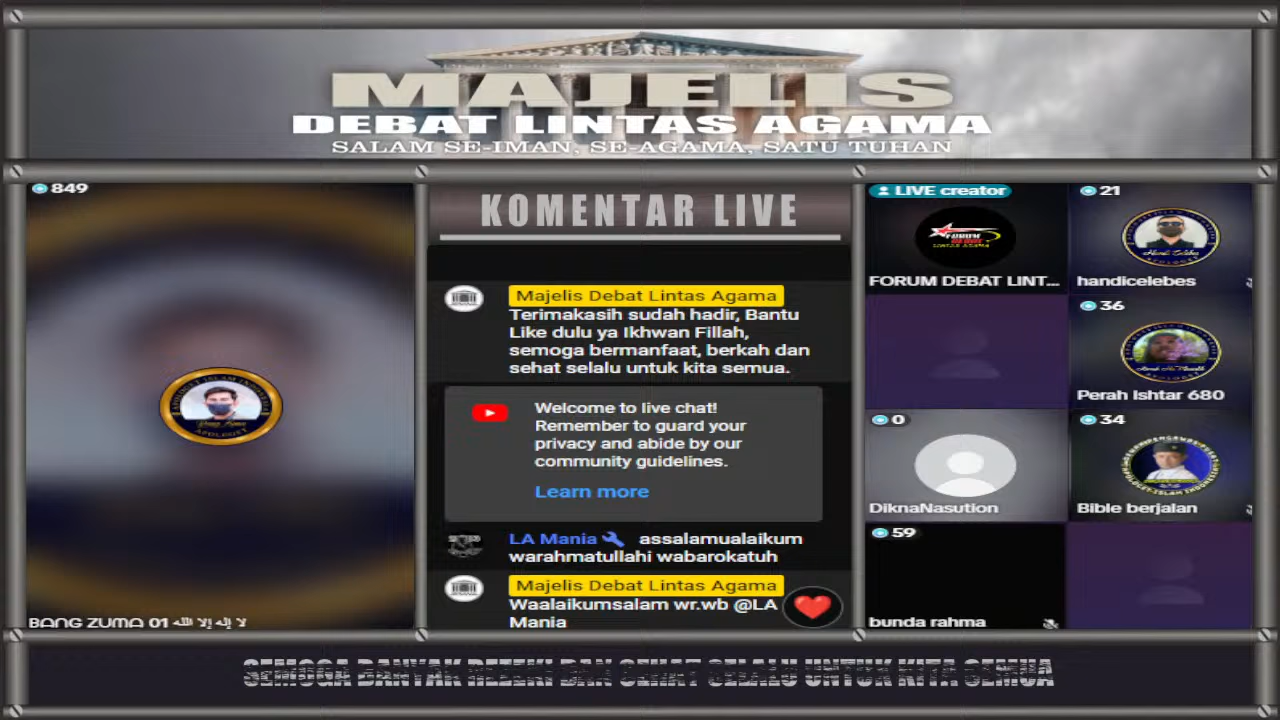 MAJELIS
DEBAT LINTAS AGAMA
SALAM SE-IMAN, SE-AGAMA, SATU TUHAN
849
BANG ZUMA 01 لا إله إلا الله
KOMENTAR LIVE
Majelis Debat Lintas Agama
Terimakasih sudah hadir, Bantu
Like dulu ya Ikhwan Fillah,
semoga bermanfaat, berkah dan
sehat selalu untuk kita semua.
Welcome to live chat!
Remember to guard your
privacy and abide by our
community guidelines.
Learn more
LA Mania assalamualaikum
warahmatullahi wabarokatuh
Majelis Debat Lintas Agama
Waalaikumsalam wr.wb @LA
Mania
LIVE creator
FORUM DEBAT LINT...
21
handicelebes
36
Perah Ishtar 680
0
DiknaNasution
34
Bible berjalan
59
bunda rahma
SEMOGA BANYAK REZEKI DAN SEHAT SELALU UNTUK KITA SEMUA